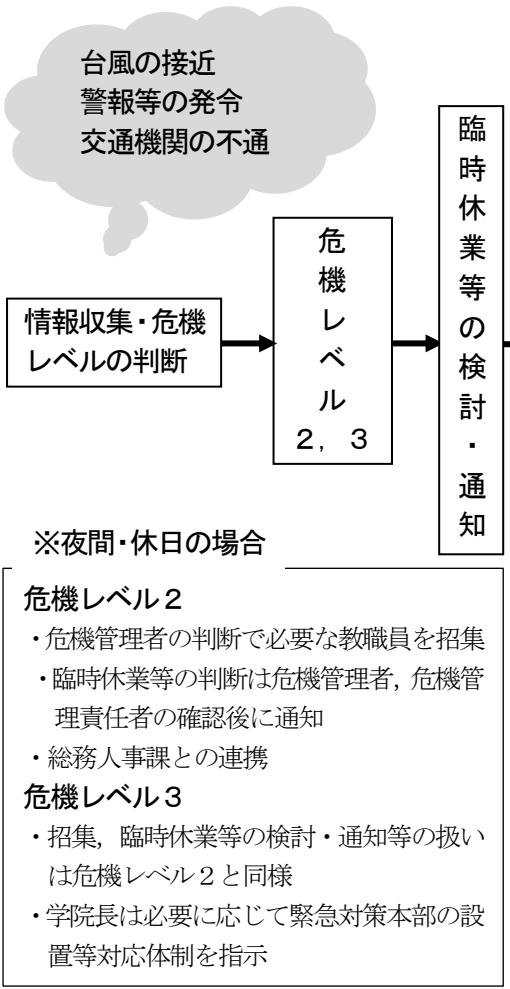 台風の接近
警報等の発令
交通機関の不通
情報収集・危機
レベルの判断
危機レベル
2, 3
臨時休業等の検討・通知
※夜間・休日の場合
危機レベル2
・危機管理者の判断で必要な教職員を招集
・臨時休業等の判断は危機管理者,危機管
理責任者の確認後に通知
・総務人事課との連携
危機レベル3
・招集,臨時休業等の検討・通知等の扱い
は危機レベル2と同様
・学院長は必要に応じて緊急対策本部の設
置等対応体制を指示